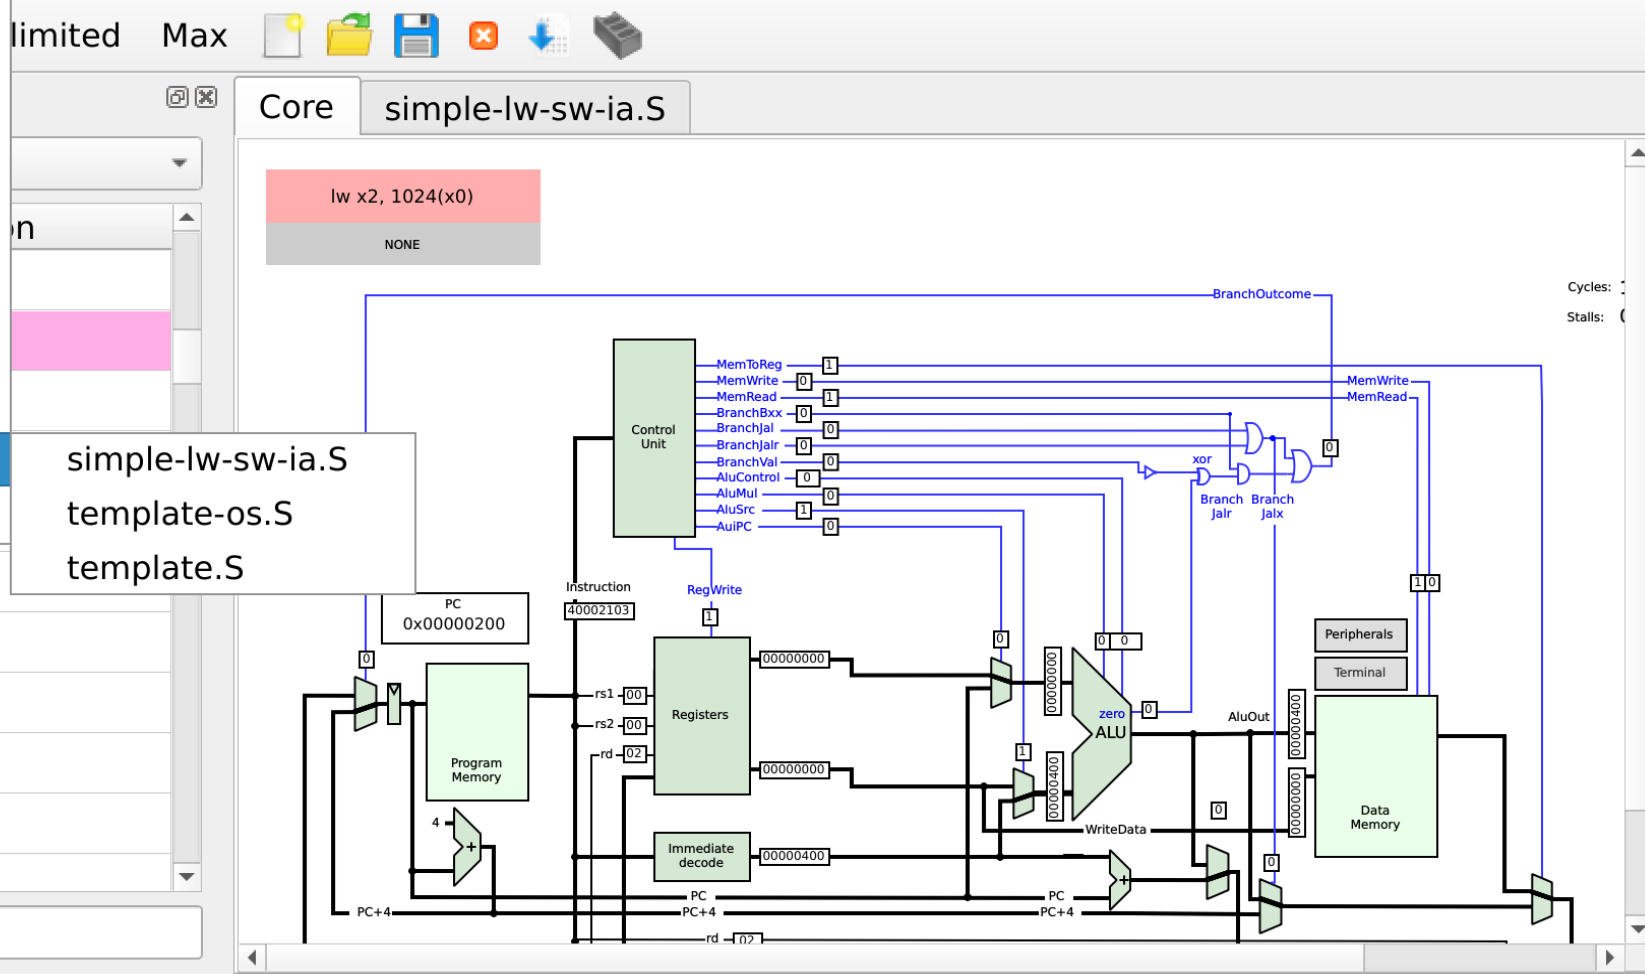 limited Max
Core simple-lw-sw-ia.S
lw x2, 1024(x0)
on
NONE
Cycles:
Stalls:
BranchOutcome
MemToReg 1
MemWrite 0 MemWrite
MemRead 1 MemRead
BranchBxx 0
BranchJal 0
Control
Unit
BranchJalr 0
0
BranchVal 0
xor
AluControl 0
AluMul 0
AluSrc 1
AuiPC 0
Branch
Jalr
Branch
Jalx
simple-lw-sw-ia.S
template-os.S
template.S
Instruction
40002103
RegWrite
1
1 0
PC
0x00000200
0
0
0 0
Peripherals
Terminal
00000000
rs1 00
rs2 00
rd 02
Registers
00000000
00000000
1
00000400
zero 0
ALU
AluOut
00000400
00000000
Program
Memory
Data
Memory
4
+
WriteData
0
0
Immediate
decode
00000400
+
PC PC
PC+4 PC+4 PC+4
rd 02